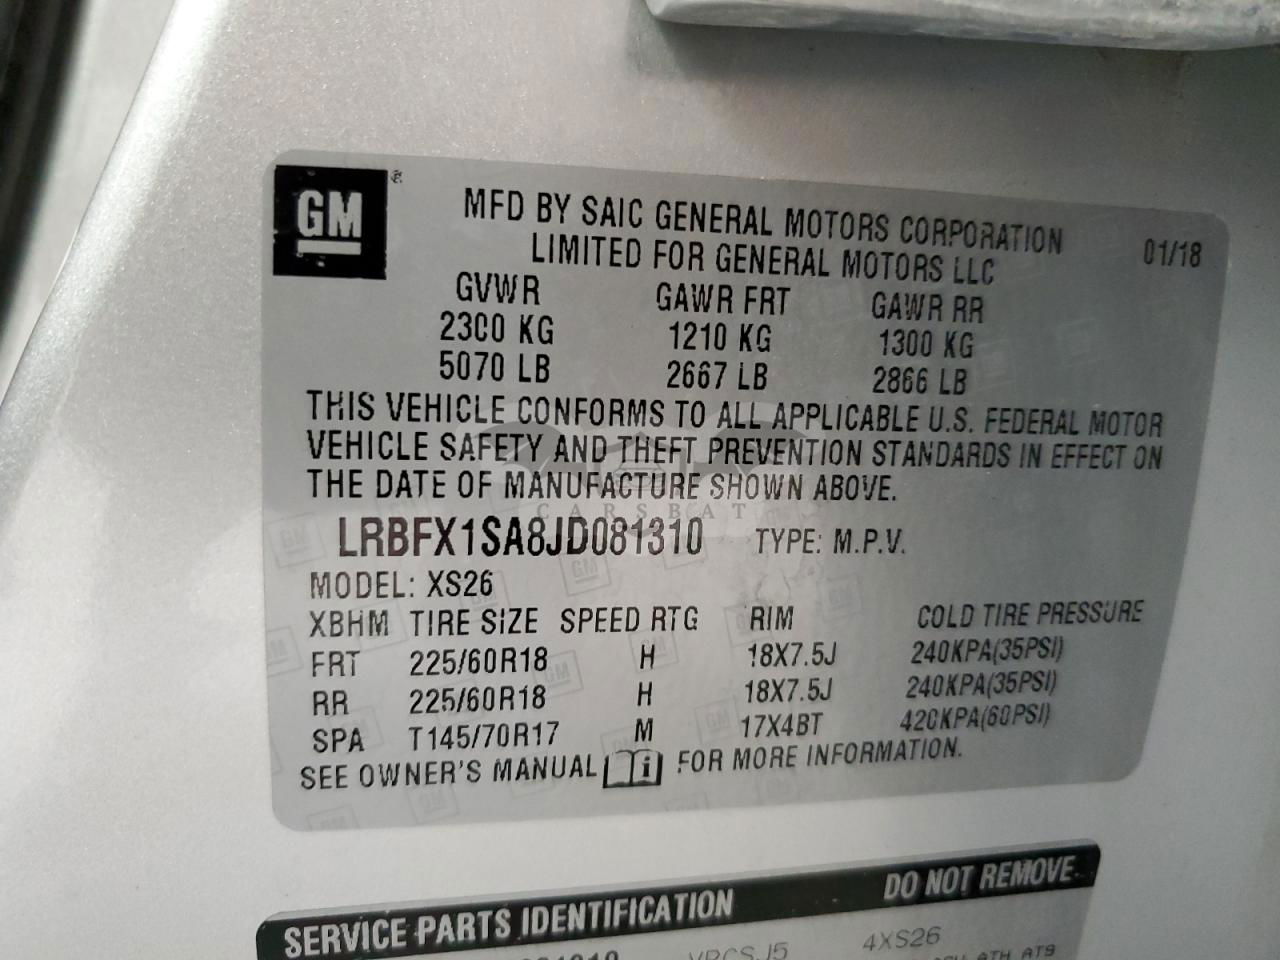 GM ®
MFD BY SAIC GENERAL MOTORS CORPORATION
LIMITED FOR GENERAL MOTORS LLC
01/18
GVWR GAWR FRT GAWR RR
2300 KG 1210 KG 1300 KG
5070 LB 2667 LB 2866 LB
THIS VEHICLE CONFORMS TO ALL APPLICABLE U.S. FEDERAL MOTOR
VEHICLE SAFETY AND THEFT PREVENTION STANDARDS IN EFFECT ON
THE DATE OF MANUFACTURE SHOWN ABOVE.
CARSBAT
LRBFX1SA8JD081310 TYPE: M.P.V.
MODEL: XS26
XBHM TIRE SIZE SPEED RTG RIM COLD TIRE PRESSURE
FRT 225/60R18 H 18X7.5J 240KPA(35PSI)
RR 225/60R18 H 18X7.5J 240KPA(35PSI)
SPA T145/70R17 M 17X4BT 420KPA(60PSI)
SEE OWNER'S MANUAL i FOR MORE INFORMATION.
SERVICE PARTS IDENTIFICATION DO NOT REMOVE
4XS26